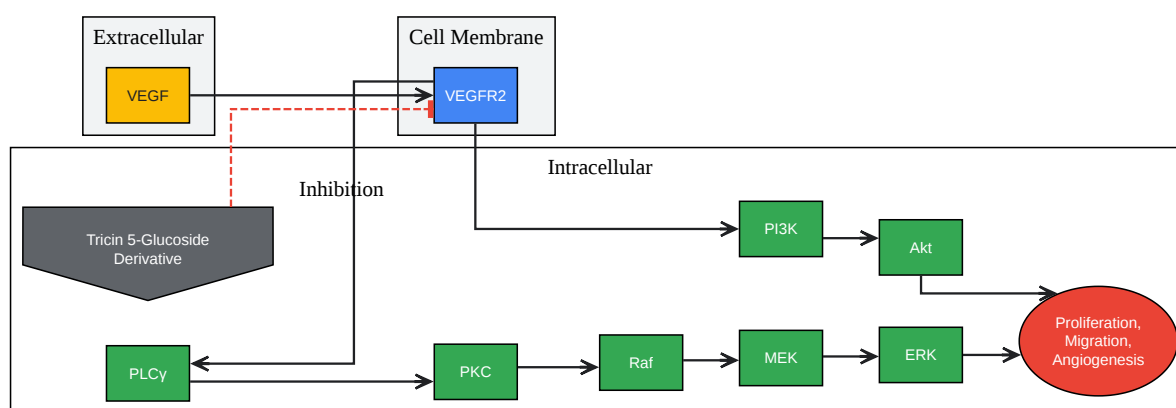 Extracellular
Cell Membrane
VEGF
VEGFR2
Intracellular
Inhibition
Tricin 5-Glucoside
Derivative
PI3K
Akt
Proliferation,
Migration,
Angiogenesis
PLCγ
PKC
Raf
MEK
ERK